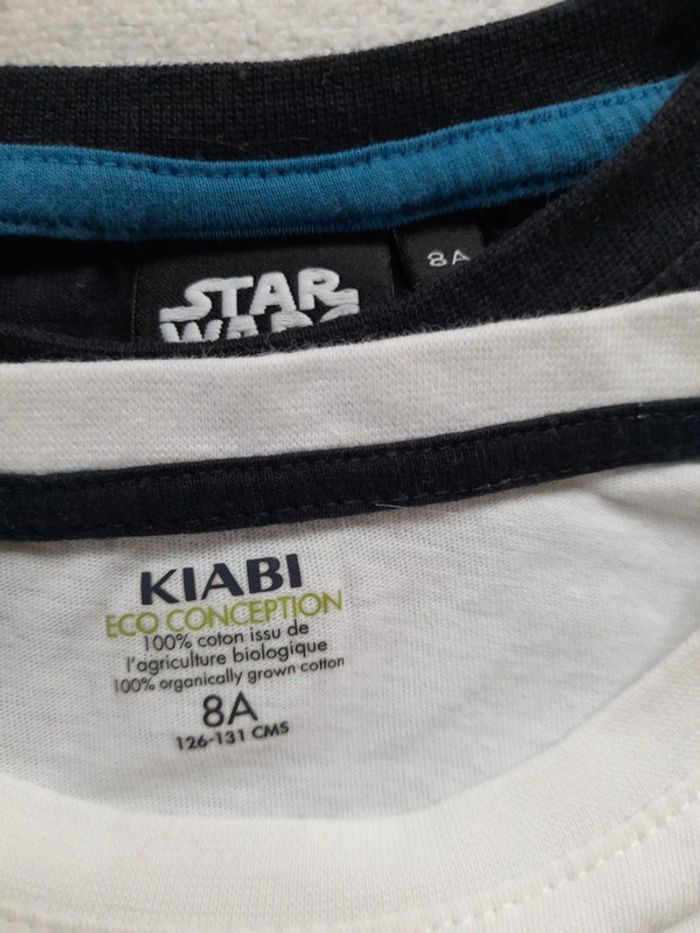 STAR
WARS
8A
KIABI
ECO CONCEPTION
100% coton issu de
l'agriculture biologique
100% organically grown cotton
8A
126-131 CMS